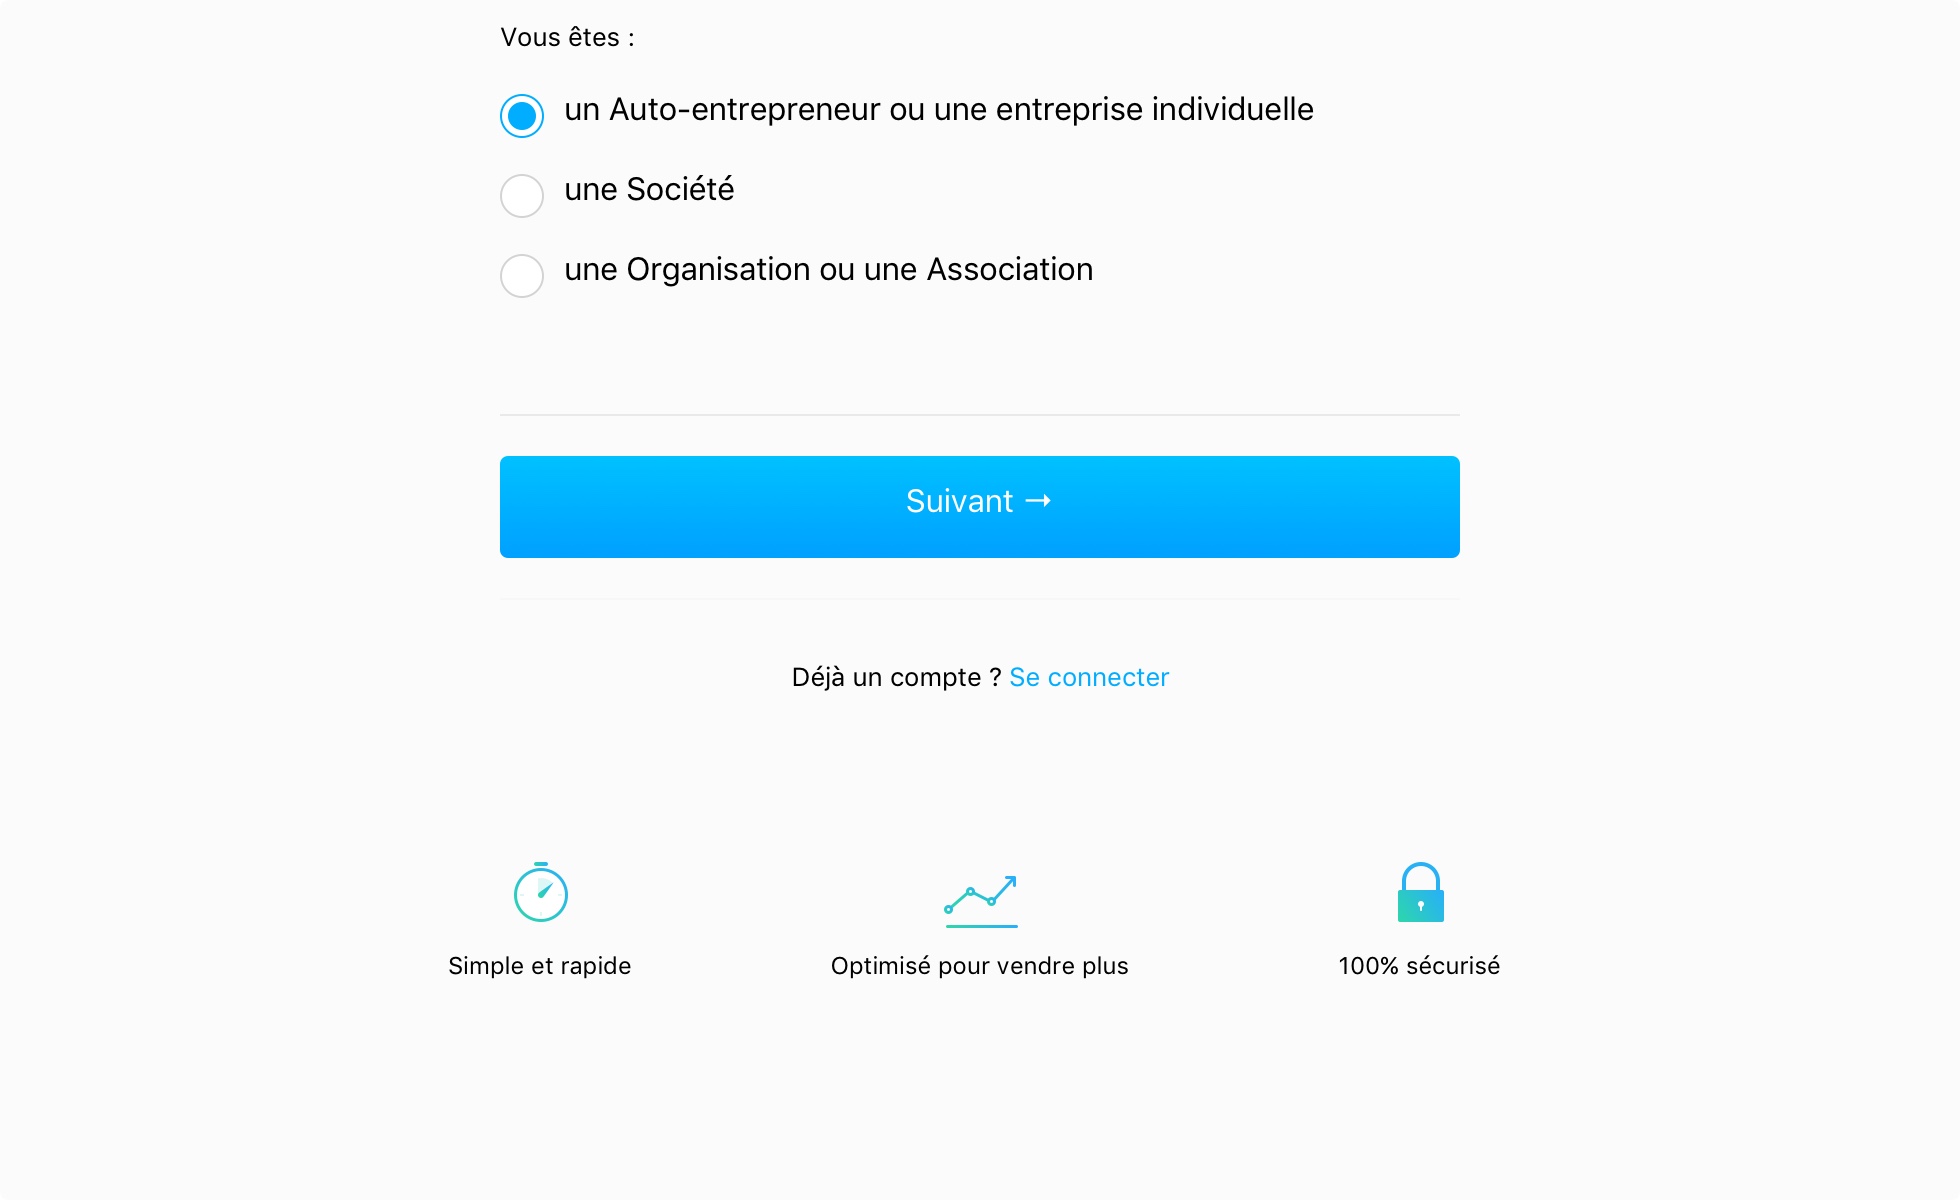 Vous êtes :
un Auto-entrepreneur ou une entreprise individuelle
une Société
une Organisation ou une Association
Suivant →
Déjà un compte ? Se connecter
Simple et rapide
Optimisé pour vendre plus
100% sécurisé